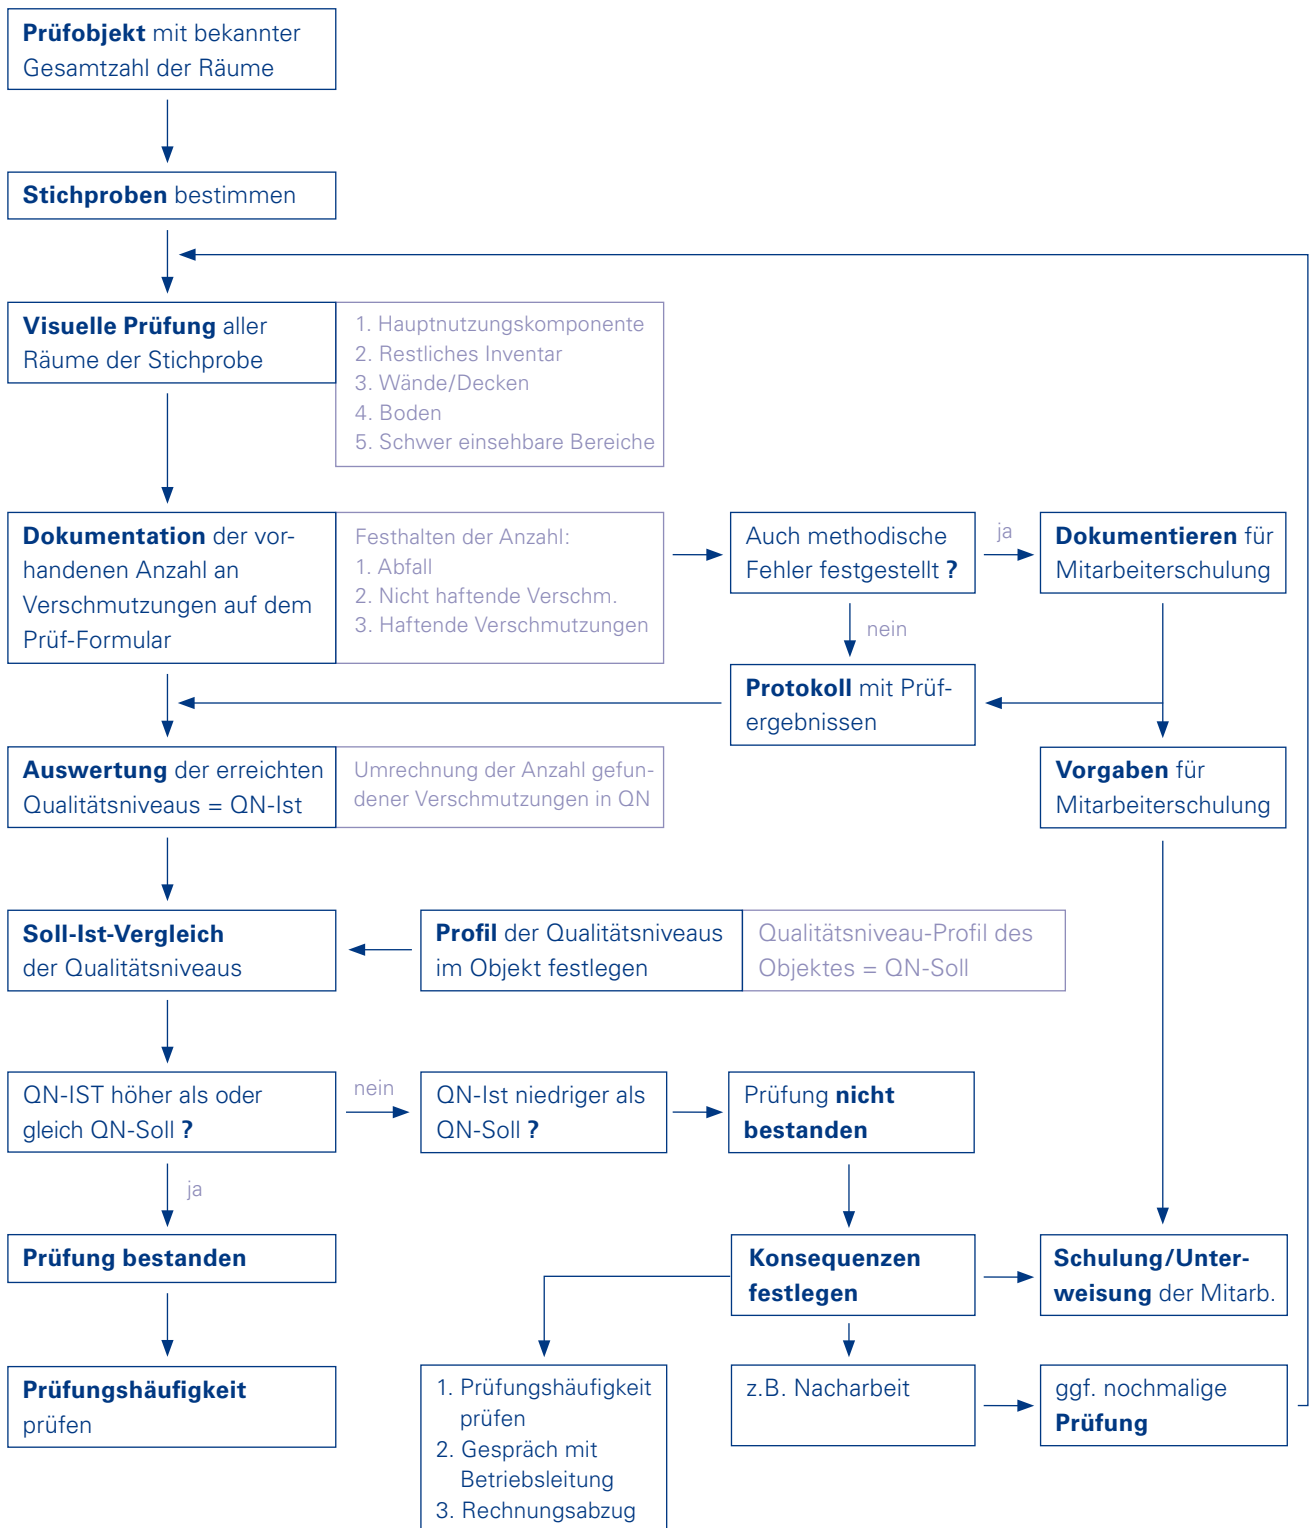 Prüfobjekt mit bekannter
Gesamtzahl der Räume
Stichproben bestimmen
Visuelle Prüfung aller
Räume der Stichprobe
1. Hauptnutzungskomponente
2. Restliches Inventar
3. Wände/Decken
4. Boden
5. Schwer einsehbare Bereiche
Dokumentation der vor-
handenen Anzahl an
Verschmutzungen auf dem
Prüf-Formular
Festhalten der Anzahl:
1. Abfall
2. Nicht haftende Verschm.
3. Haftende Verschmutzungen
Auch methodische
Fehler festgestellt ?
ja
Dokumentieren für
Mitarbeiterschulung
nein
Protokoll mit Prüf-
ergebnissen
Auswertung der erreichten
Qualitätsniveaus = QN-Ist
Umrechnung der Anzahl gefun-
dener Verschmutzungen in QN
Vorgaben für
Mitarbeiterschulung
Soll-Ist-Vergleich
der Qualitätsniveaus
Profil der Qualitätsniveaus
im Objekt festlegen
Qualitätsniveau-Profil des
Objektes = QN-Soll
QN-IST höher als oder
gleich QN-Soll ?
nein
QN-Ist niedriger als
QN-Soll ?
Prüfung nicht
bestanden
ja
Prüfung bestanden
Konsequenzen
festlegen
Schulung/Unter-
weisung der Mitarb.
Prüfungshäufigkeit
prüfen
1. Prüfungshäufigkeit
prüfen
2. Gespräch mit
Betriebsleitung
3. Rechnungsabzug
z.B. Nacharbeit
ggf. nochmalige
Prüfung